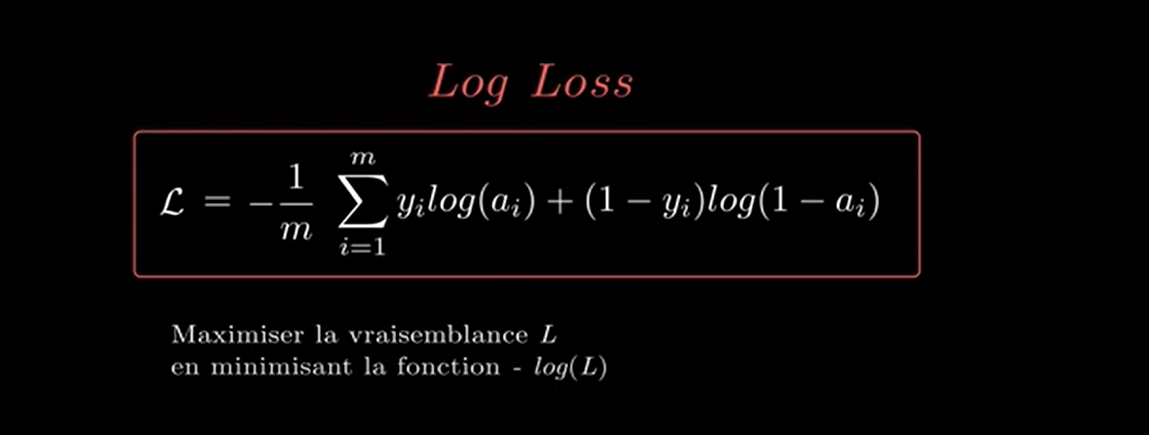 Log Loss
ℒ = -\frac{1}{m} \sum_{i=1}^{m} y_i log(a_i) + (1 - y_i)log(1 - a_i)
Maximiser la vraisemblance L
en minimisant la fonction - log(L)